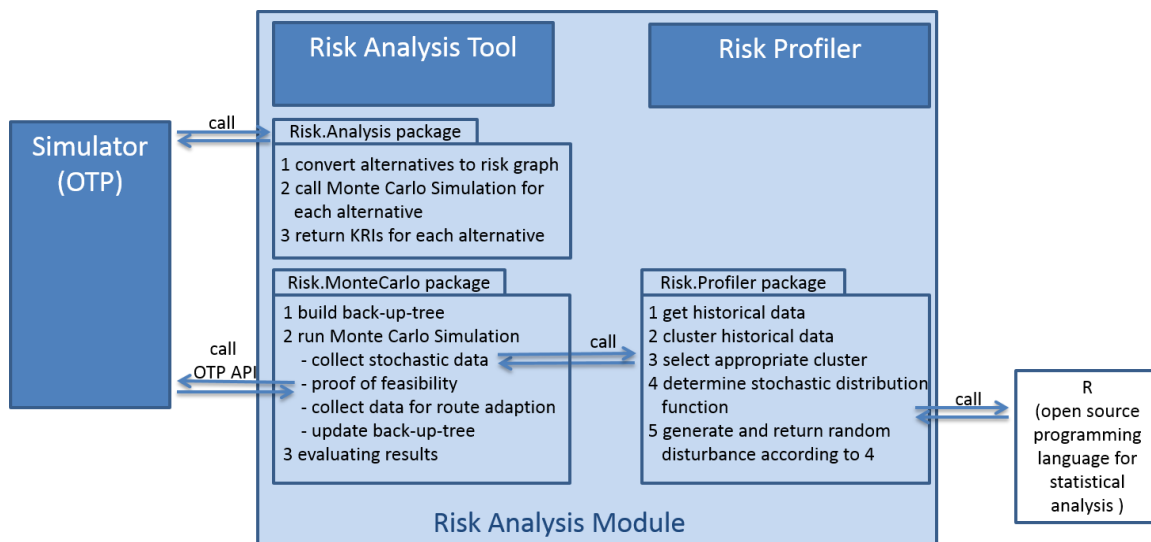 Risk Analysis Tool
Risk Profiler
Simulator
(OTP)
call
Risk.Analysis package
1 convert alternatives to risk graph
2 call Monte Carlo Simulation for
each alternative
3 return KRIs for each alternative
call
OTP API
Risk.MonteCarlo package
1 build back-up-tree
2 run Monte Carlo Simulation
- collect stochastic data
- proof of feasibility
- collect data for route adaption
- update back-up-tree
3 evaluating results
call
Risk.Profiler package
1 get historical data
2 cluster historical data
3 select appropriate cluster
4 determine stochastic distribution
function
5 generate and return random
disturbance according to 4
call
R
(open source
programming
language for
statistical
analysis )
Risk Analysis Module